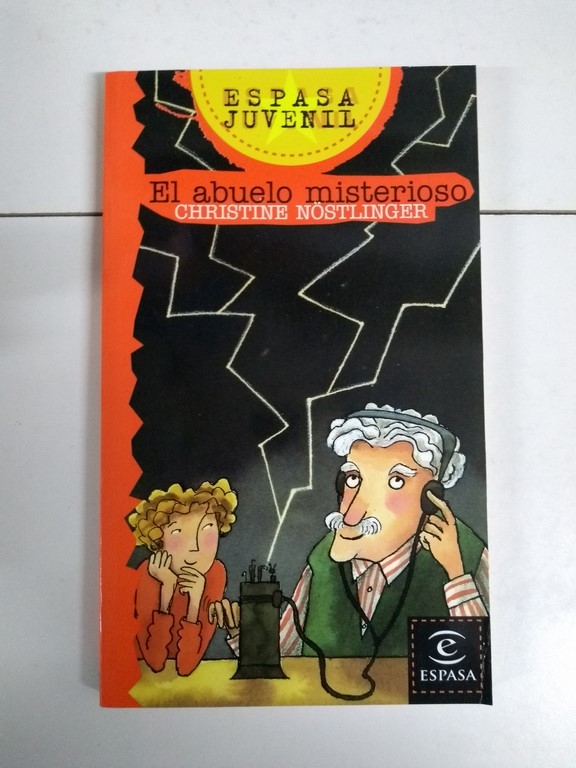 ESPASA
JUVENIL
El abuelo misterioso
CHRISTINE NÖSTLINGER
e
ESPASA